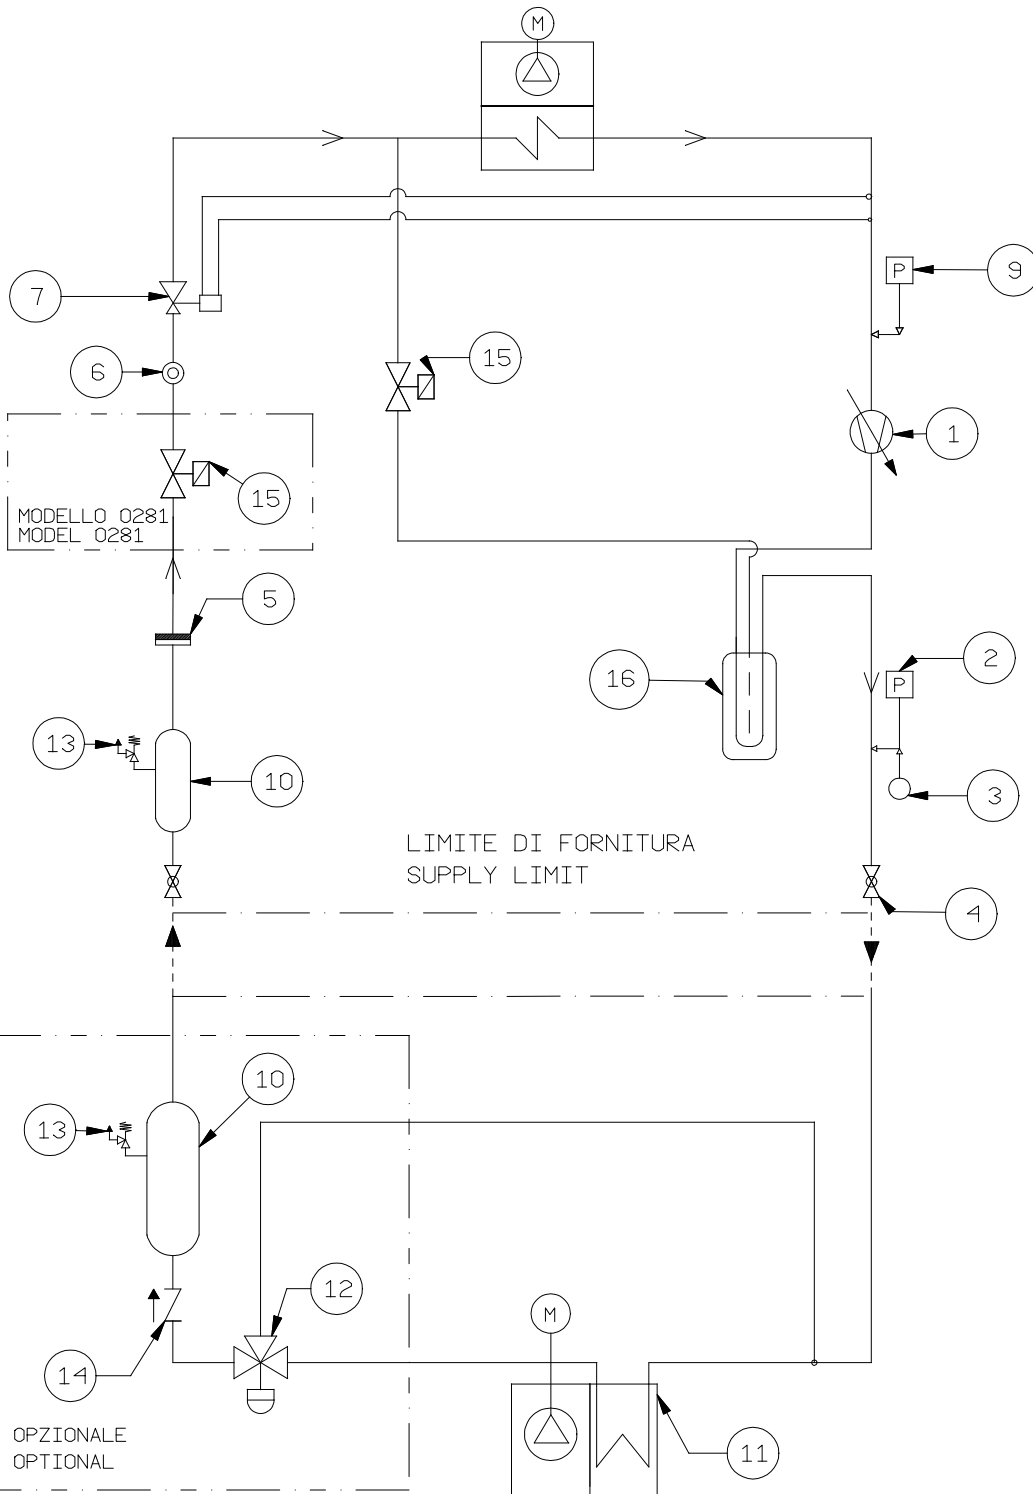 M
7
P
9
6
15
1
MODELLO 0281
MODEL 0281
15
5
16
2
P
13
10
3
LIMITE DI FORNITURA
SUPPLY LIMIT
4
10
13
12
M
14
OPZIONALE
OPTIONAL
11